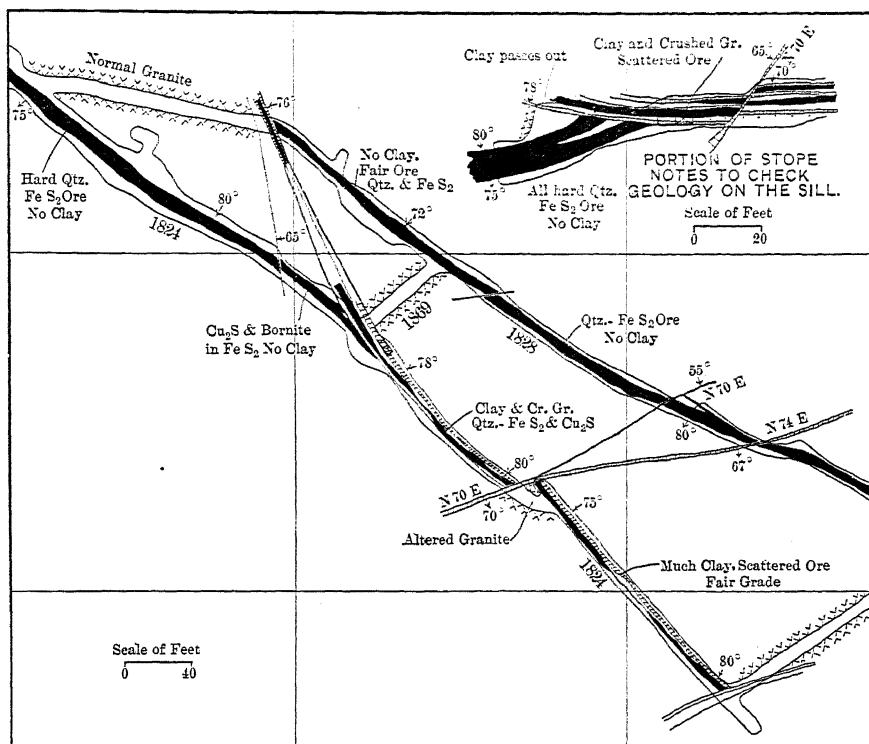 Normal Granite
76°
75°
Hard Qtz.
Fe S₂ Ore
No Clay
1824
80°
65°
No Clay.
Fair Ore
Qtz. & Fe S₂
72°
Cu₂S & Bornite
in Fe S₂ No Clay
1869
1828
78°
Qtz.- Fe S₂ Ore
No Clay
55°
N 70 E
N 74 E
80°
67°
Clay & Cr. Gr.
Qtz.- Fe S₂ & Cu₂S
80°
N 70 E
70°
75°
Altered Granite
1824
Much Clay, Scattered Ore
Fair Grade
80°
Scale of Feet
0 40
Clay passes out
Clay and Crushed Gr.
Scattered Ore
65°
70 E
70°
78°
80°
75°
All hard Qtz.
Fe S₂ Ore
No Clay
PORTION OF STOPE
NOTES TO CHECK
GEOLOGY ON THE SILL.
Scale of Feet
0 20